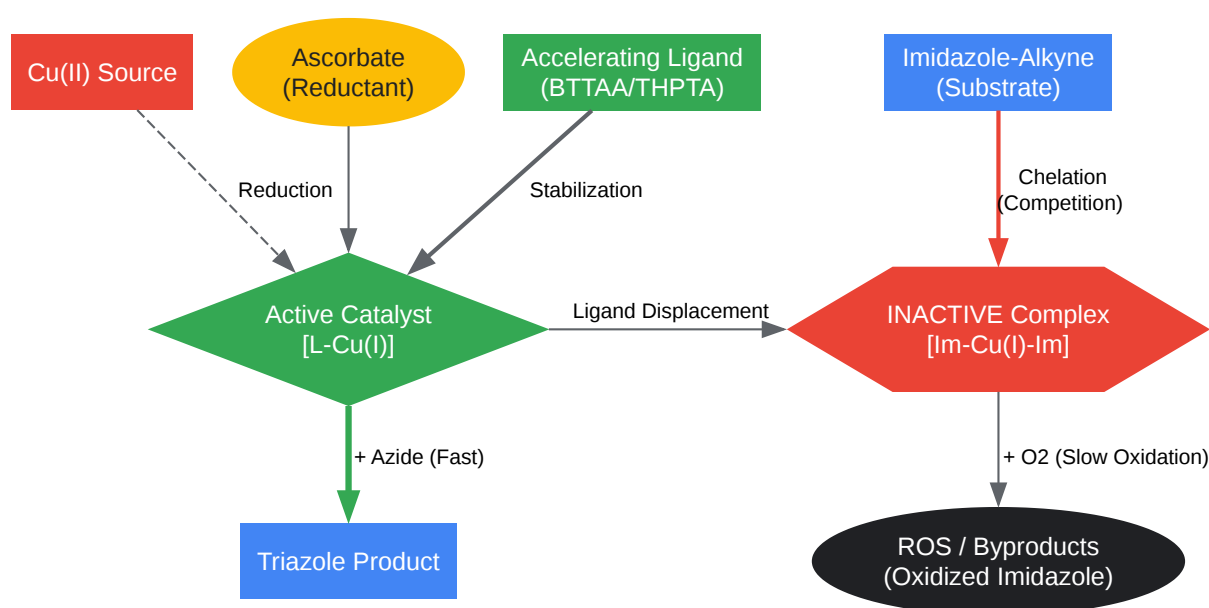 Cu(II) Source
Ascorbate
(Reductant)
Accelerating Ligand
(BTTAA/THPTA)
Imidazole-Alkyne
(Substrate)
Reduction
Stabilization
Chelation
(Competition)
Active Catalyst
[L-Cu(I)]
Ligand Displacement
INACTIVE Complex
[Im-Cu(I)-Im]
+ Azide (Fast)
+ O2 (Slow Oxidation)
Triazole Product
ROS / Byproducts
(Oxidized Imidazole)